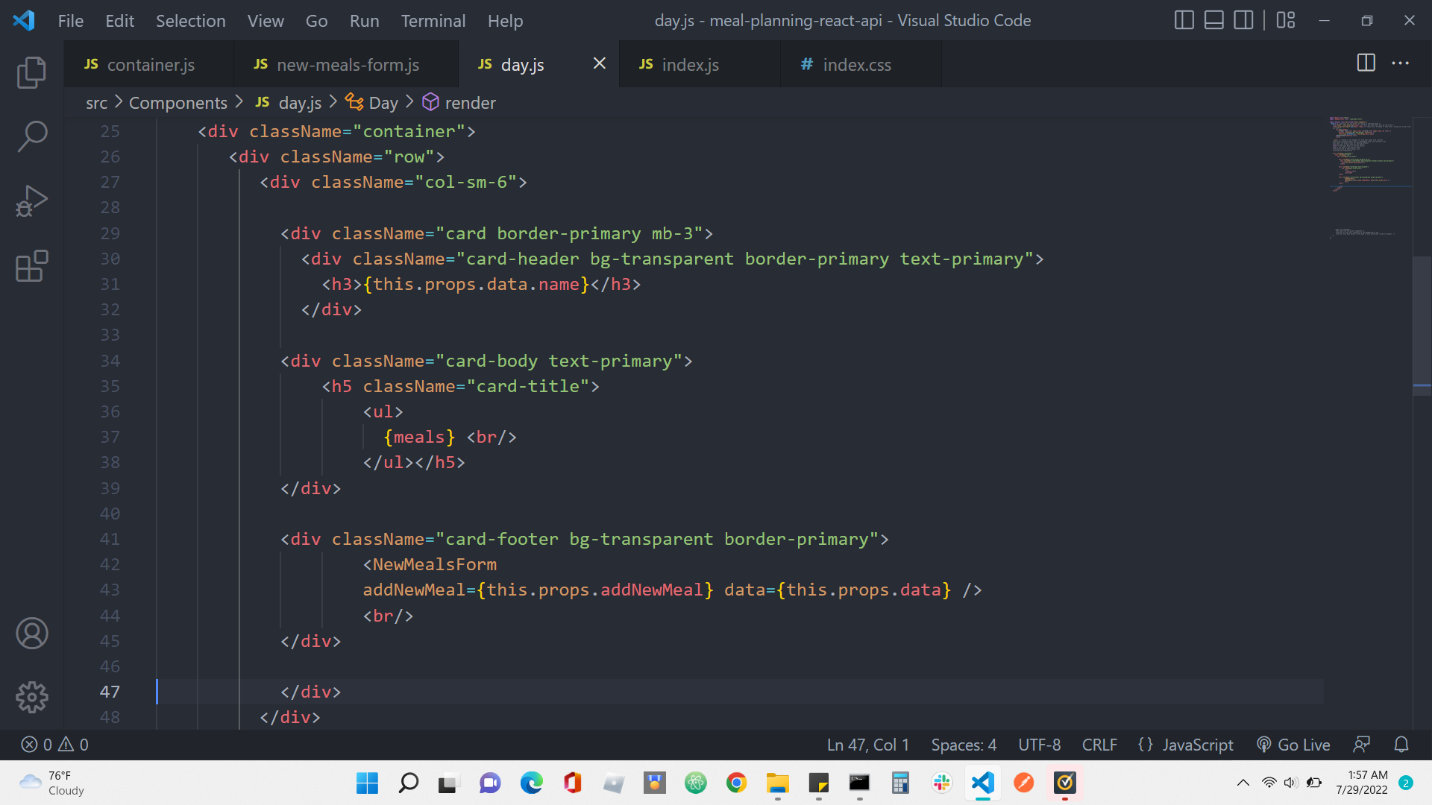 File Edit Selection View Go Run Terminal Help day.js - meal-planning-react-api - Visual Studio Code
JS container.js JS new-meals-form.js JS day.js JS index.js # index.css
src > Components > JS day.js > Day > render
25 <div className="container">
26 <div className="row">
27 <div className="col-sm-6">
28
29 <div className="card border-primary mb-3">
30 <div className="card-header bg-transparent border-primary text-primary">
31 <h3>{this.props.data.name}</h3>
32 </div>
33
34 <div className="card-body text-primary">
35 <h5 className="card-title">
36 <ul>
37 {meals} <br/>
38 </ul></h5>
39 </div>
40
41 <div className="card-footer bg-transparent border-primary">
42 <NewMealsForm
43 addNewMeal={this.props.addNewMeal} data={this.props.data} />
44 <br/>
45 </div>
46
47 </div>
48 </div>
0 0 Ln 47, Col 1 Spaces: 4 UTF-8 CRLF {} JavaScript Go Live
76°F
Cloudy
1:57 AM
7/29/2022
2